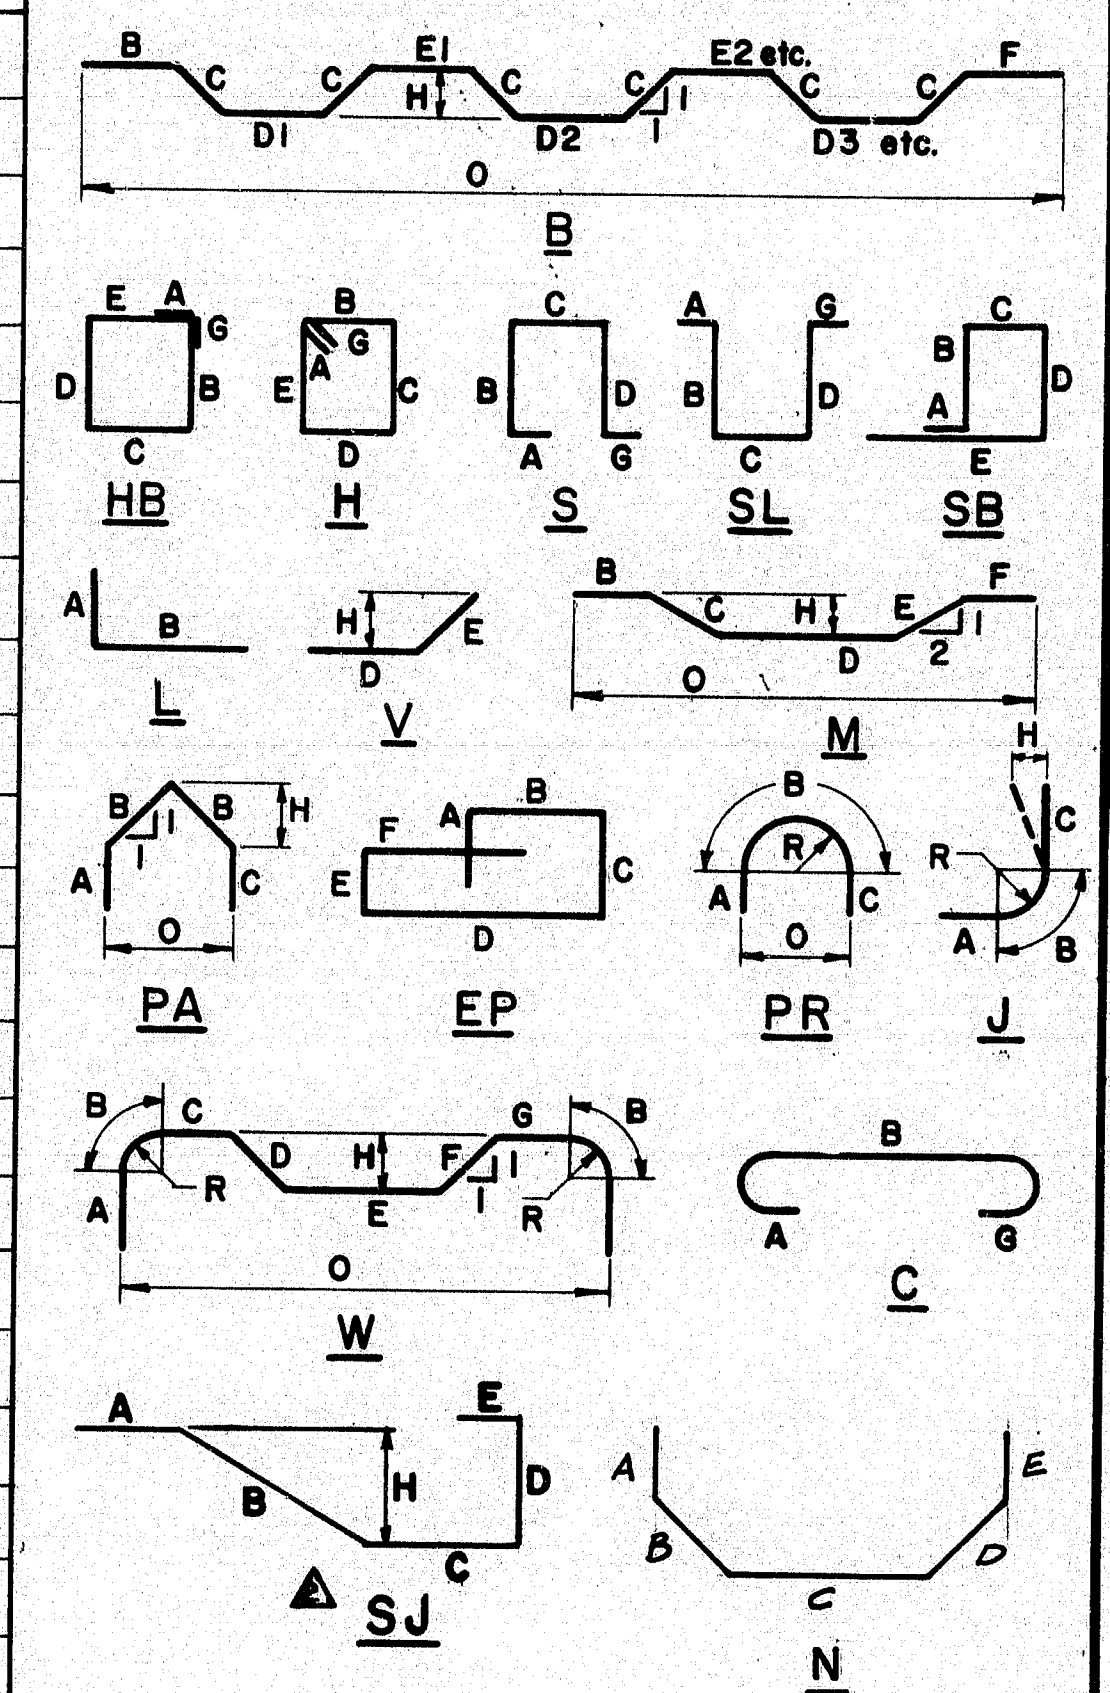 B E1 E2 etc. F
C C C C C C
H 1
1
D1 D2 D3 etc.
O
B
E A B C A G C
G G B
D A B D D
B E C B D A
C D A G C E
HB H S SL SB
B F
A H C H E 1
B E 2
D D
O
L V M
H
B B B
B B H A C
1 F R R
1
A C E C A C
O O A B
D
PA EP PR J
B C G B B
D H F 1
A R 1
E R A G
O C
W
A E
A E
H D
B B D
C C
2 SJ
N